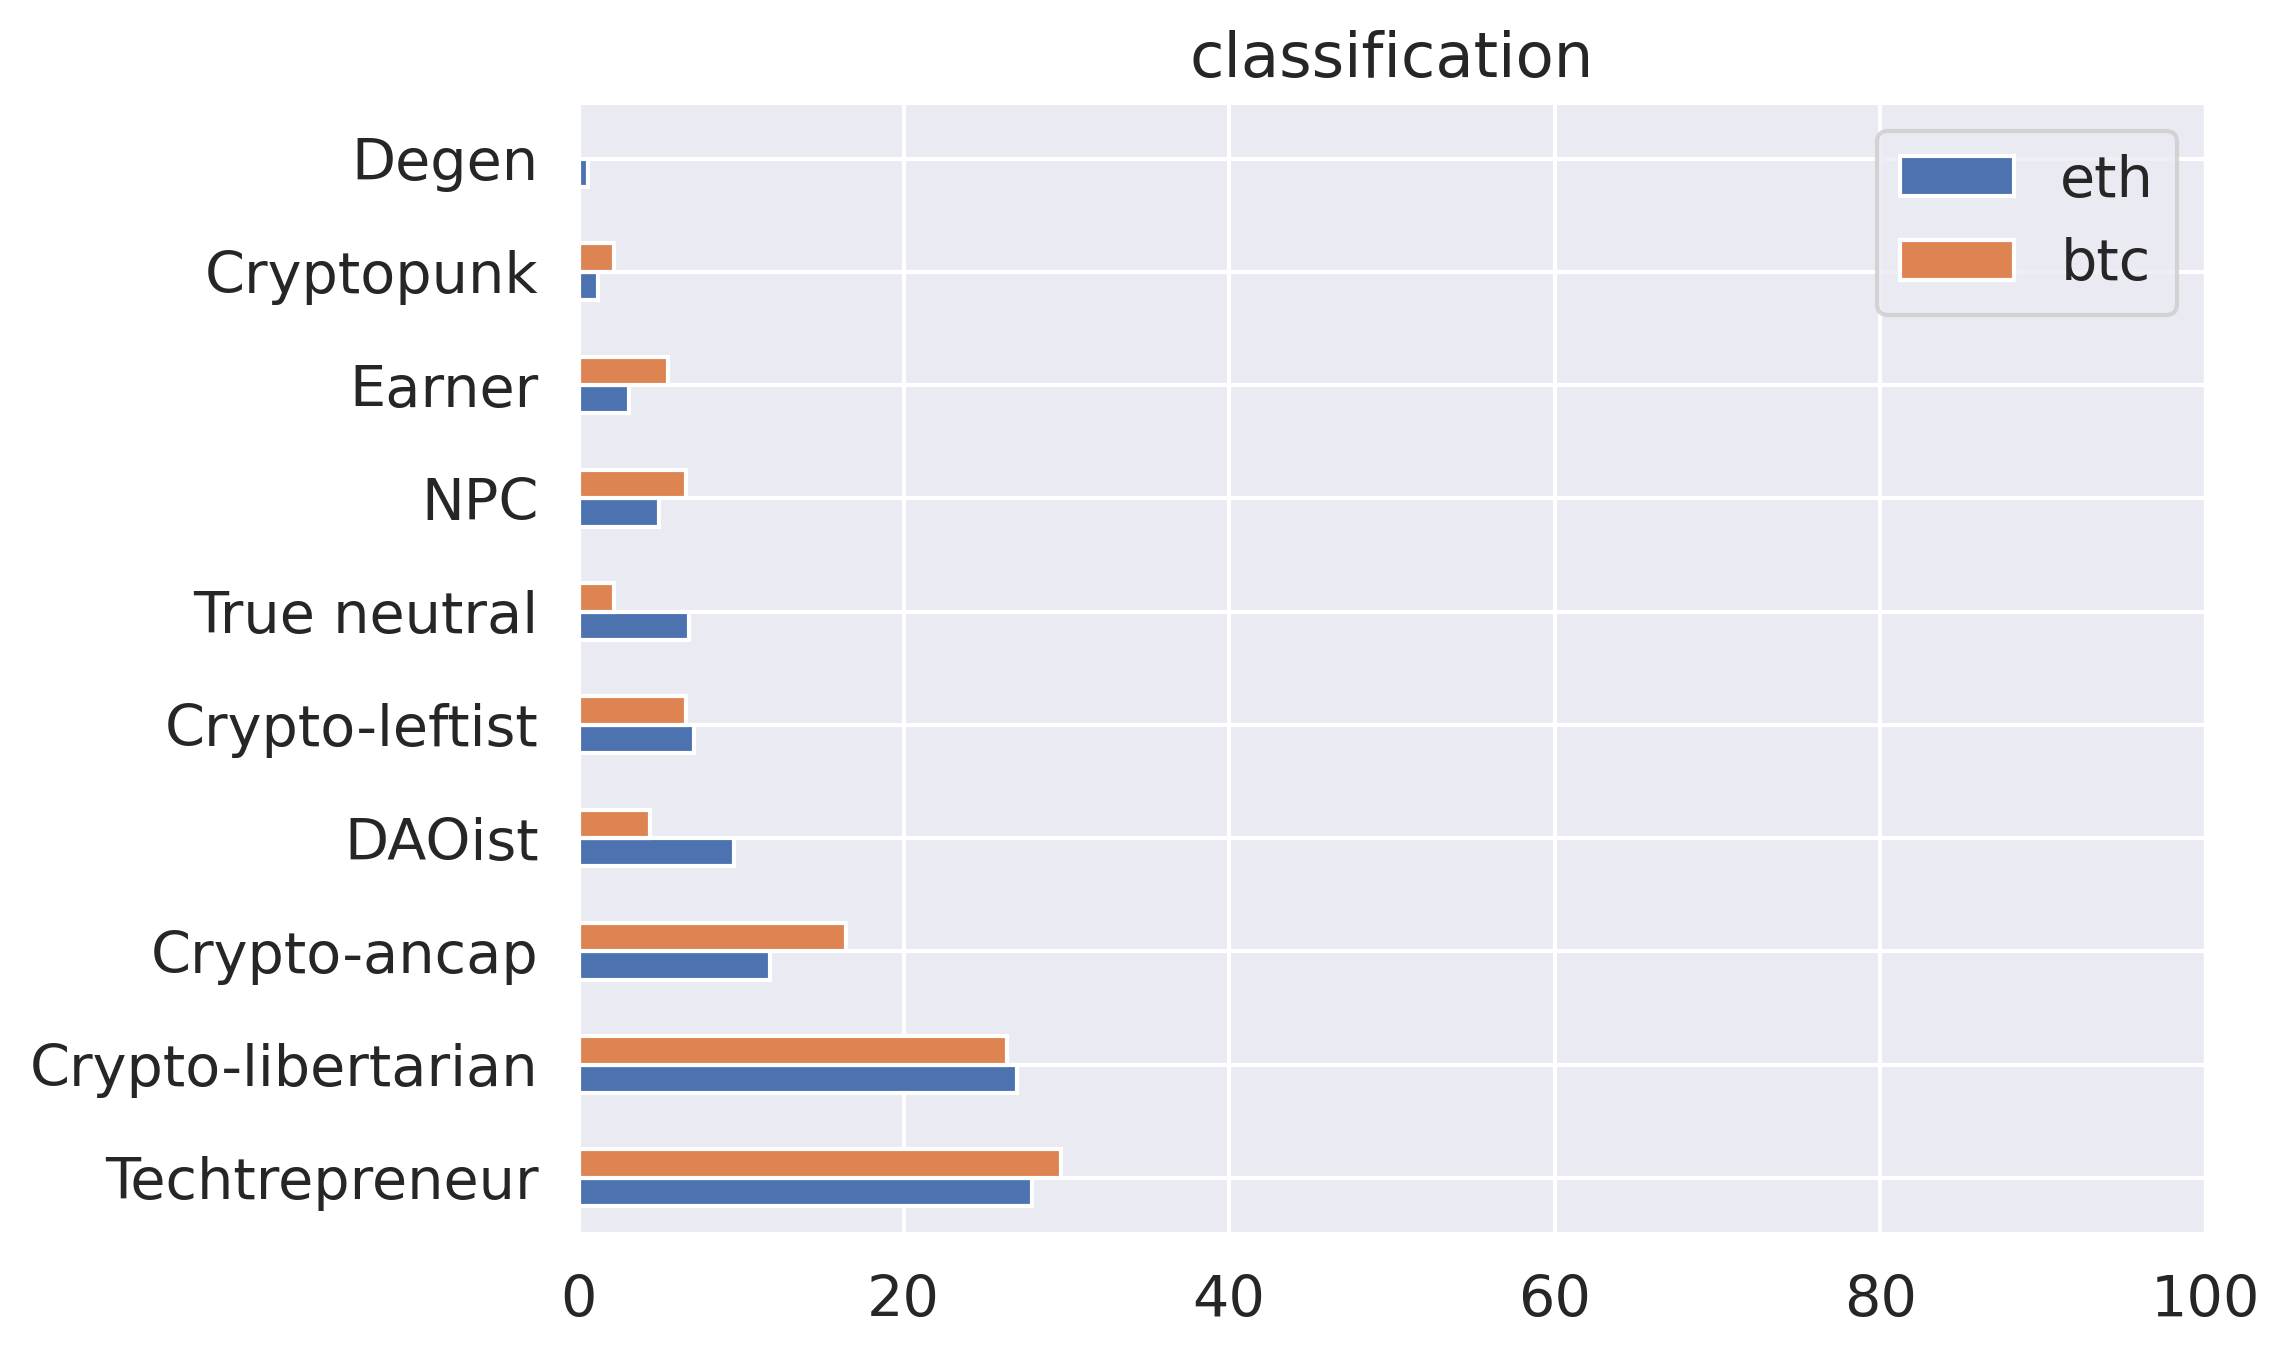 classification
eth
btc
Degen
Cryptopunk
Earner
NPC
True neutral
Crypto-leftist
DAOist
Crypto-ancap
Crypto-libertarian
Techtrepreneur
0 20 40 60 80 100